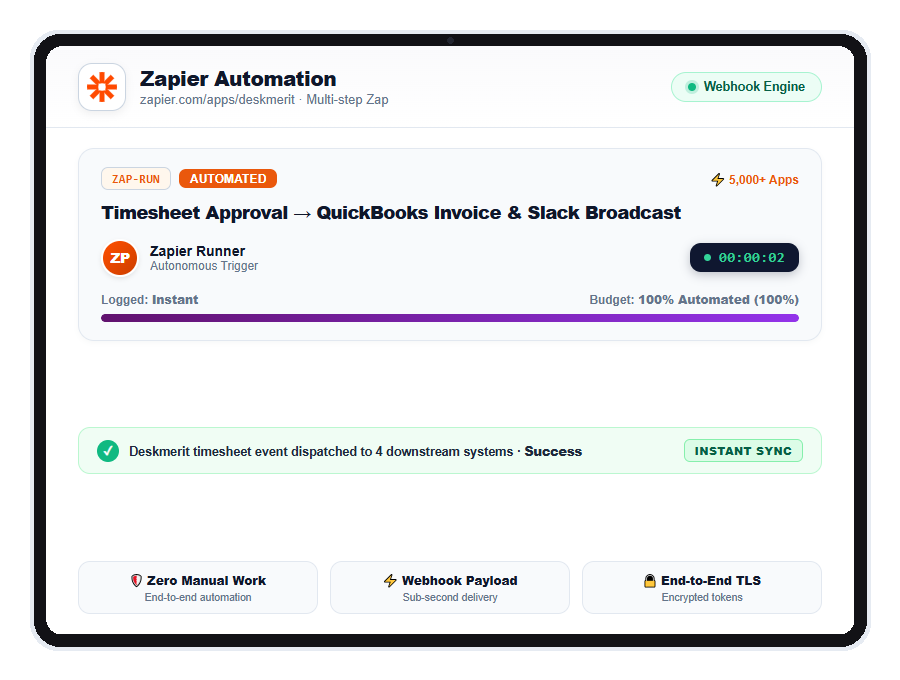 Zapier Automation
zapier.com/apps/deskmerit · Multi-step Zap
Webhook Engine
ZAP-RUN
AUTOMATED
⚡ 5,000+ Apps
Timesheet Approval → QuickBooks Invoice & Slack Broadcast
ZP
Zapier Runner
Autonomous Trigger
00:00:02
Logged: Instant
Budget: 100% Automated (100%)
Deskmerit timesheet event dispatched to 4 downstream systems · Success
INSTANT SYNC
Zero Manual Work
End-to-end automation
⚡ Webhook Payload
Sub-second delivery
🔒 End-to-End TLS
Encrypted tokens